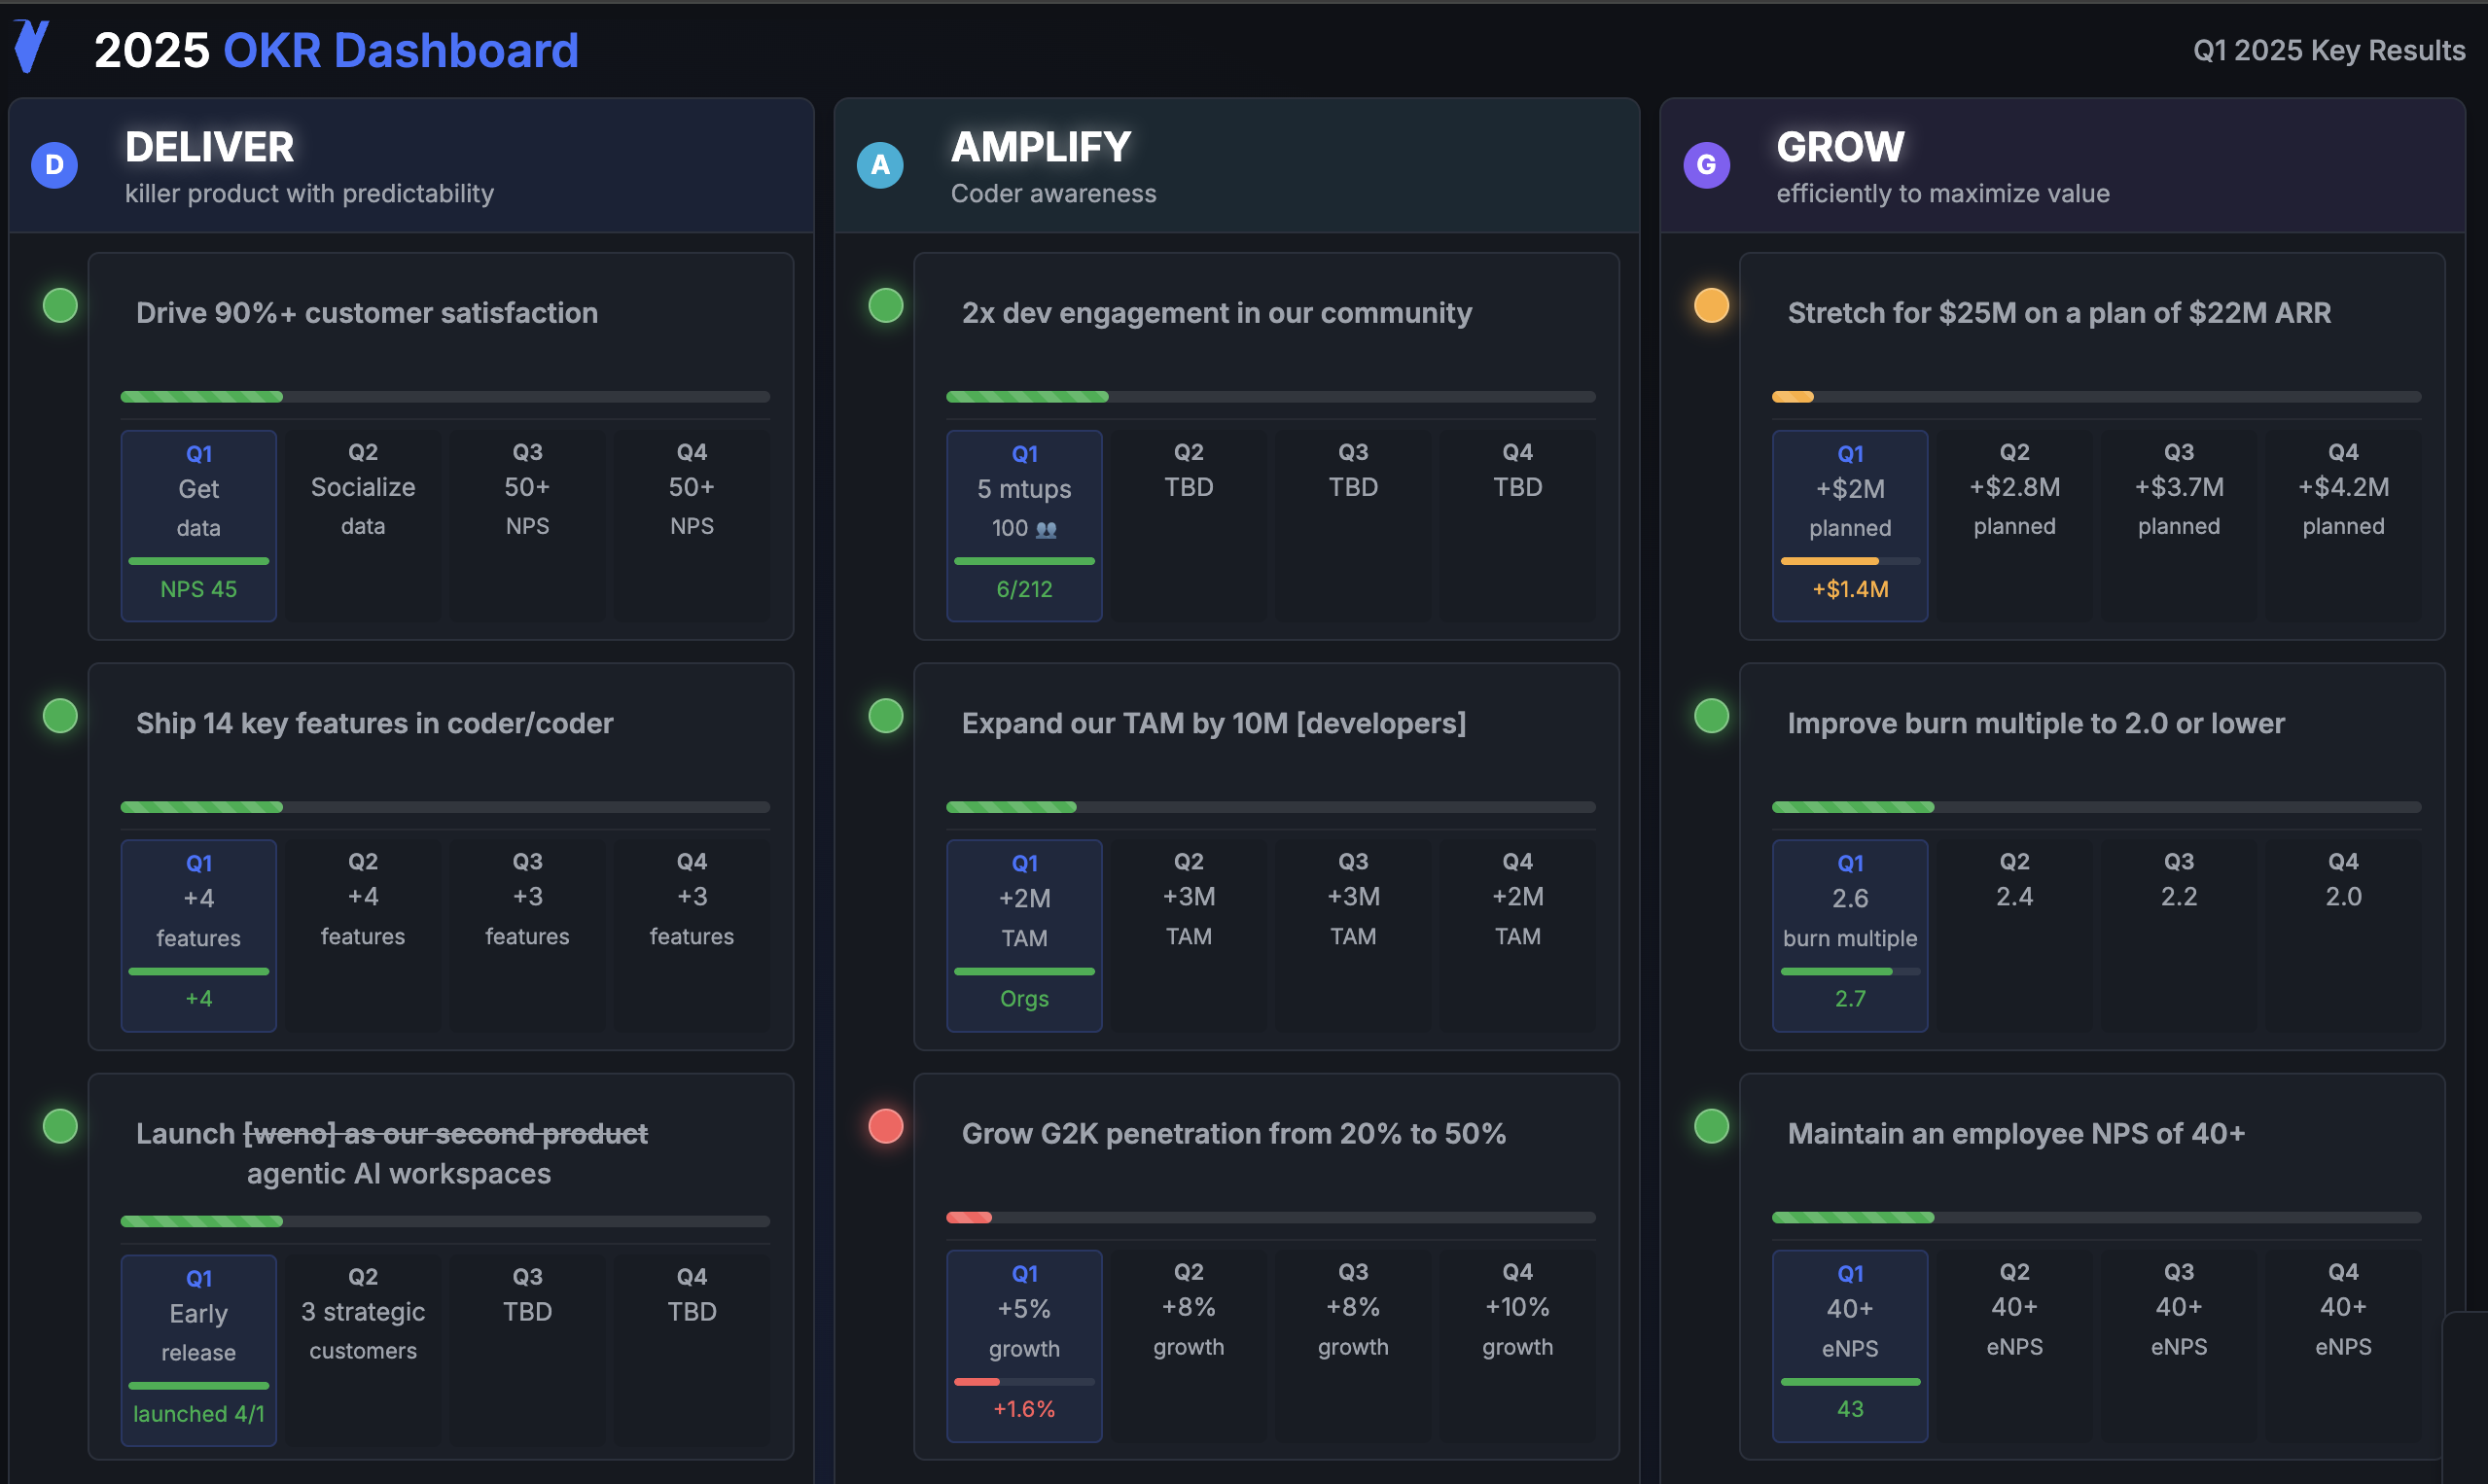 2025 OKR Dashboard
Q1 2025 Key Results
D
DELIVER
killer product with predictability
Drive 90%+ customer satisfaction
Q1
Get
data
NPS 45
Q2
Socialize
data
Q3
50+
NPS
Q4
50+
NPS
Ship 14 key features in coder/coder
Q1
+4
features
+4
Q2
+4
features
Q3
+3
features
Q4
+3
features
Launch [weno] as our second product
agentic AI workspaces
Q1
Early
release
launched 4/1
Q2
3 strategic
customers
Q3
TBD
Q4
TBD
A
AMPLIFY
Coder awareness
2x dev engagement in our community
Q1
5 mtups
100 👥
6/212
Q2
TBD
Q3
TBD
Q4
TBD
Expand our TAM by 10M [developers]
Q1
+2M
TAM
Orgs
Q2
+3M
TAM
Q3
+3M
TAM
Q4
+2M
TAM
Grow G2K penetration from 20% to 50%
Q1
+5%
growth
+1.6%
Q2
+8%
growth
Q3
+8%
growth
Q4
+10%
growth
G
GROW
efficiently to maximize value
Stretch for $25M on a plan of $22M ARR
Q1
+$2M
planned
+$1.4M
Q2
+$2.8M
planned
Q3
+$3.7M
planned
Q4
+$4.2M
planned
Improve burn multiple to 2.0 or lower
Q1
2.6
burn multiple
2.7
Q2
2.4
Q3
2.2
Q4
2.0
Maintain an employee NPS of 40+
Q1
40+
eNPS
43
Q2
40+
eNPS
Q3
40+
eNPS
Q4
40+
eNPS